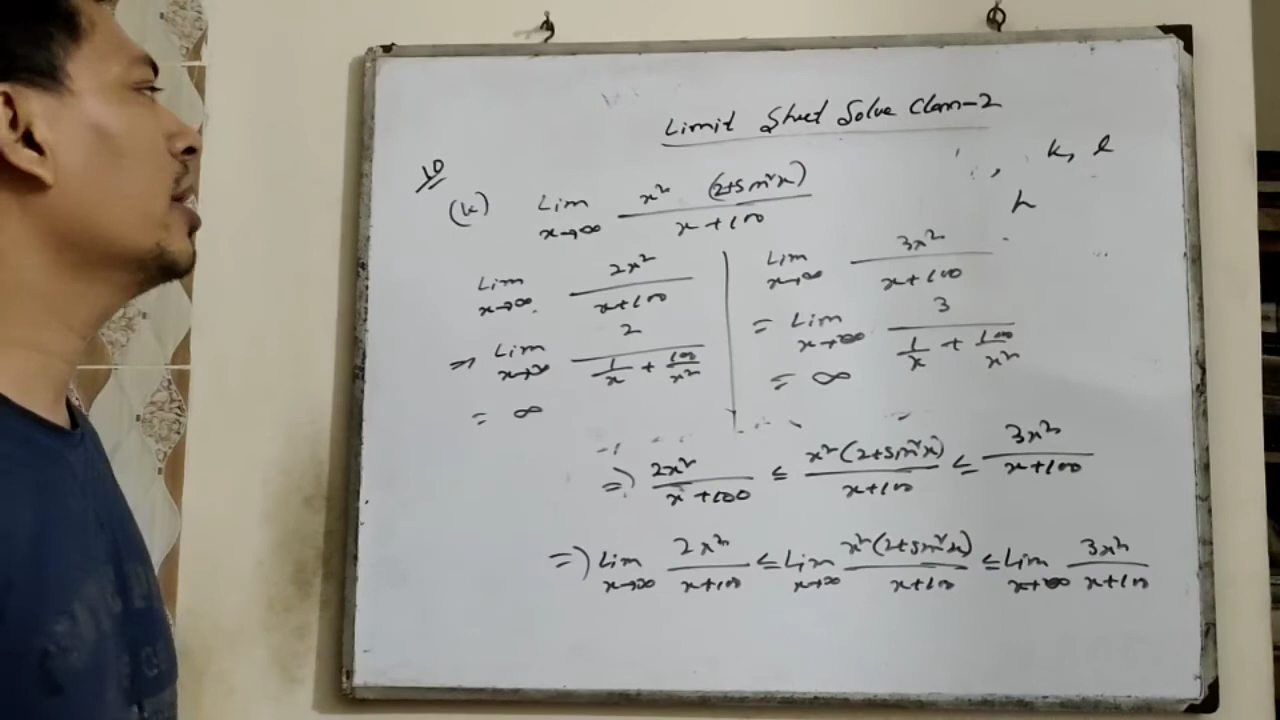 Limit Sheet Solve Class-2
k, l
h
10
(k) Lim x→∞ x² (2+sin²x) / x+100
Lim x→∞ 2x² / x+100
⇒ Lim x→∞ 2 / 1/x + 100/x²
= ∞
Lim x→∞ 3x² / x+100
= Lim x→∞ 3 / 1/x + 100/x²
= ∞
⇒) 2x² / x+100 ≤ x²(2+sin²x) / x+100 ≤ 3x² / x+100
⇒) Lim x→∞ 2x² / x+100 ≤ Lim x→∞ x²(2+sin²x) / x+100 ≤ Lim x→∞ 3x² / x+100